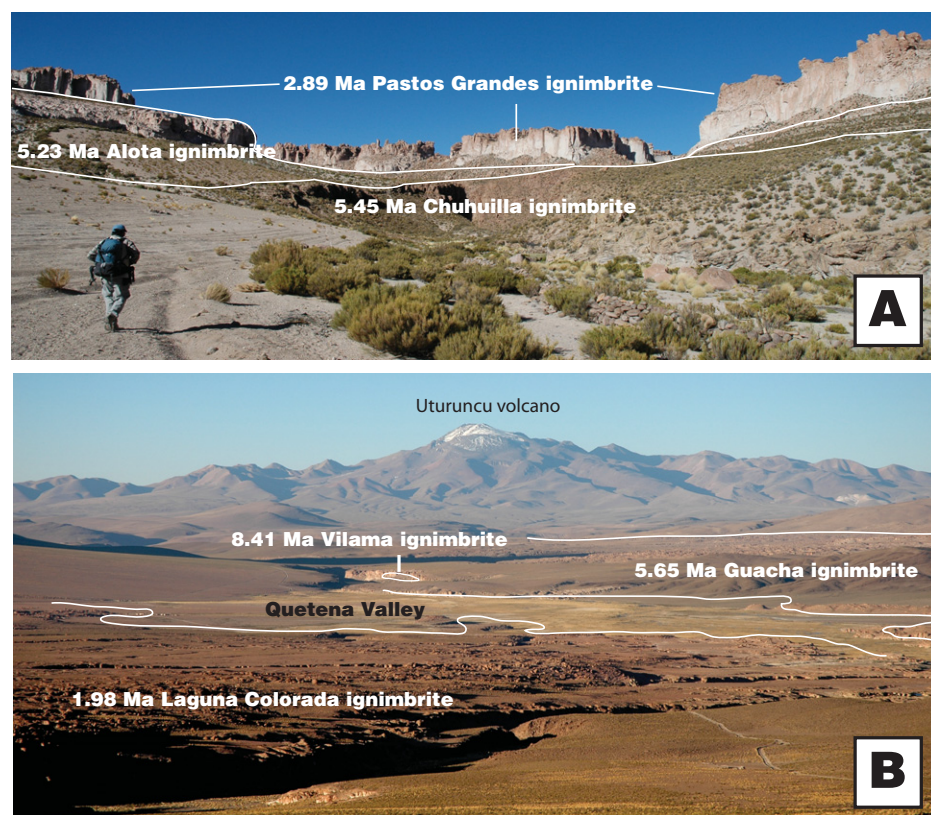 2.89 Ma Pastos Grandes ignimbrite
5.23 Ma Alota ignimbrite
5.45 Ma Chuhuilla ignimbrite
A
Uturuncu volcano
8.41 Ma Vilama ignimbrite
5.65 Ma Guacha ignimbrite
Quetena Valley
1.98 Ma Laguna Colorada ignimbrite
B